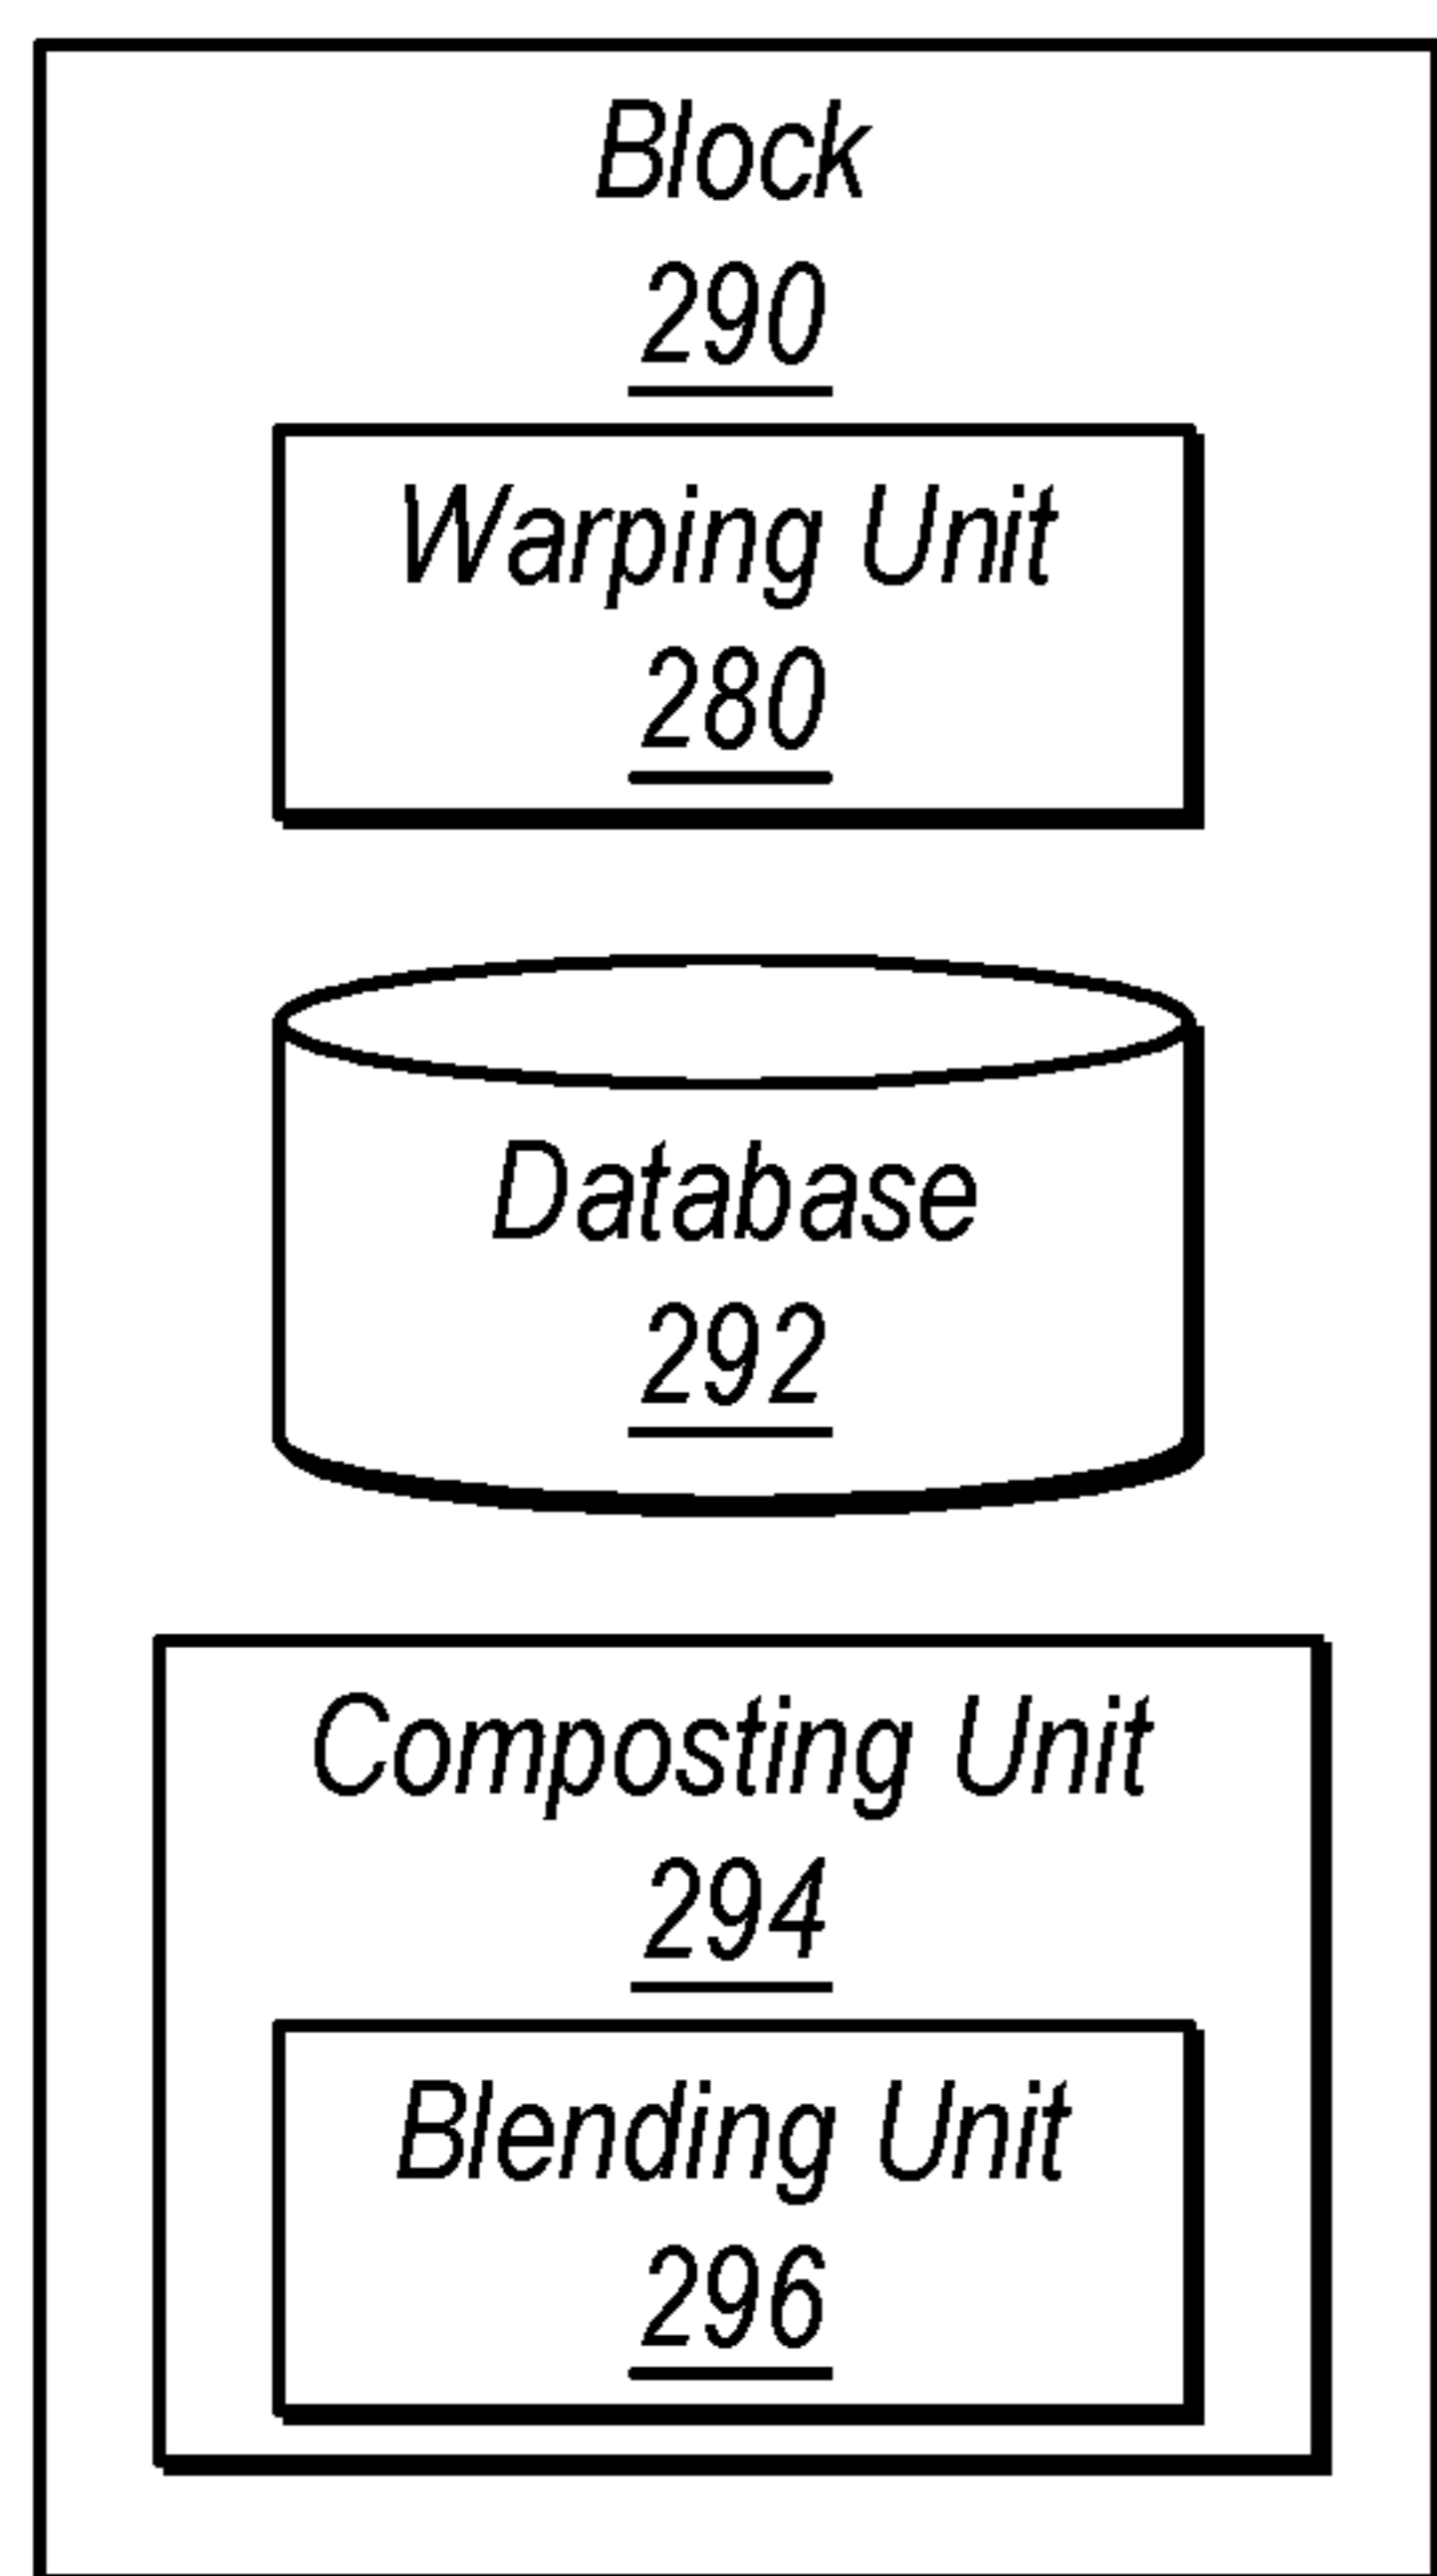 Block
290
Warping Unit
280
Database
292
Composting Unit
294
Blending Unit
296